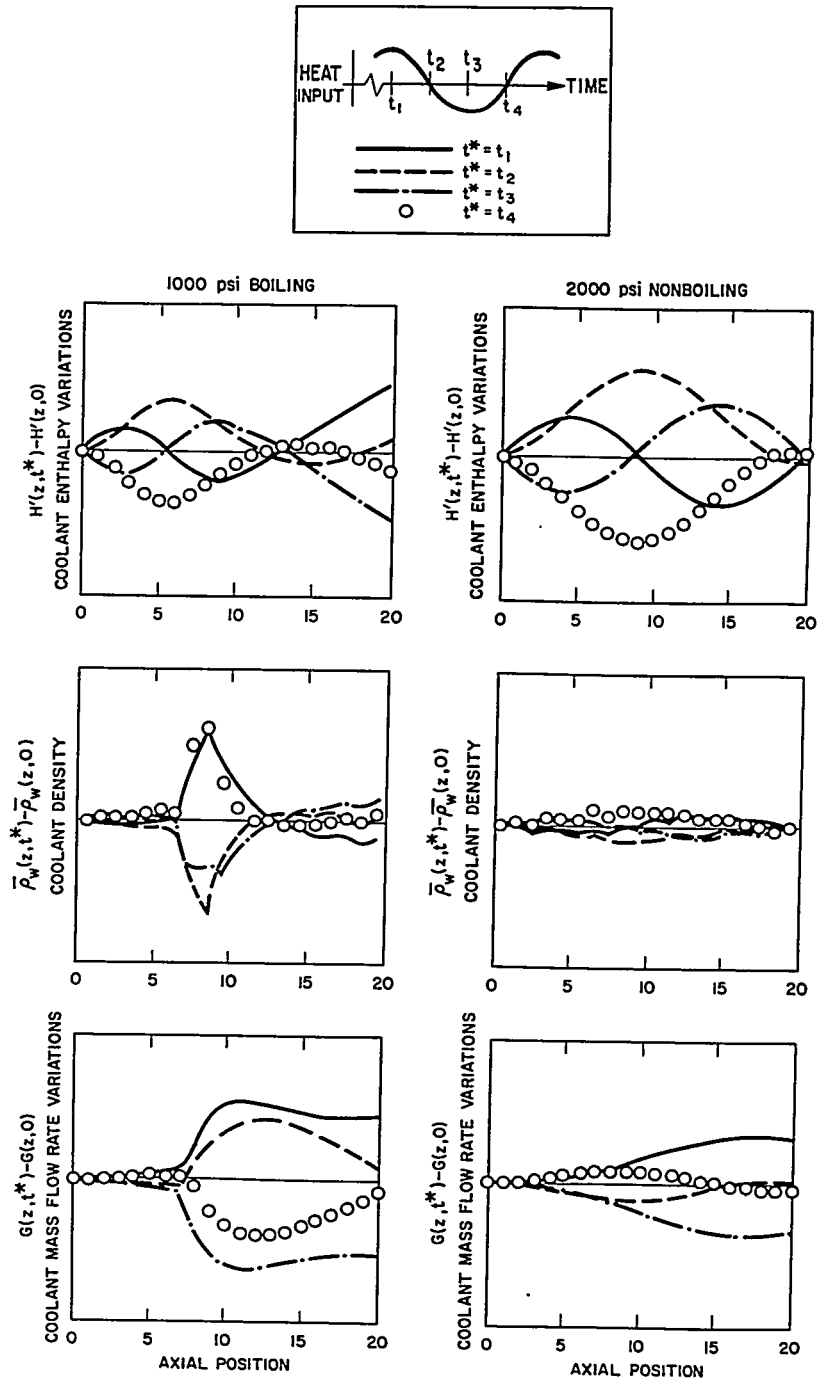 HEAT INPUT
t1 t2 t3 t4
TIME
t* = t1
t* = t2
t* = t3
t* = t4
1000 psi BOILING
H'(z,t*)-H'(z,0)
COOLANT ENTHALPY VARIATIONS
0 5 10 15 20
2000 psi NONBOILING
H'(z,t*)-H'(z,0)
COOLANT ENTHALPY VARIATIONS
0 5 10 15 20
ρ̅w(z,t*)-ρ̅w(z,0)
COOLANT DENSITY
0 5 10 15 20
ρ̅w(z,t*)-ρ̅w(z,0)
COOLANT DENSITY
0 5 10 15 20
G(z,t*)-G(z,0)
COOLANT MASS FLOW RATE VARIATIONS
0 5 10 15 20
AXIAL POSITION
G(z,t*)-G(z,0)
COOLANT MASS FLOW RATE VARIATIONS
0 5 10 15 20
AXIAL POSITION